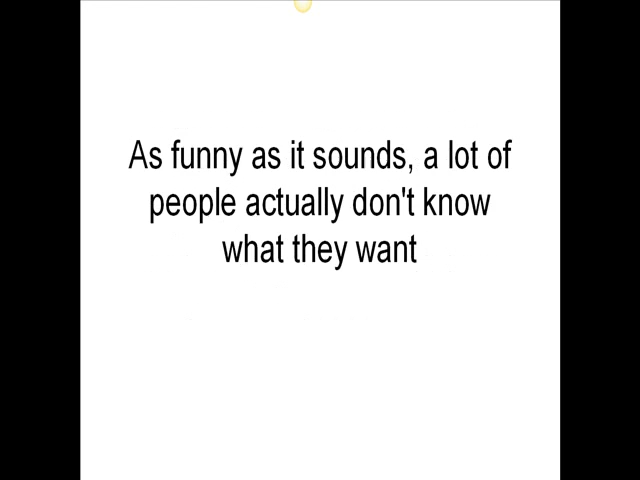 As funny as it sounds, a lot of
people actually don't know
what they want